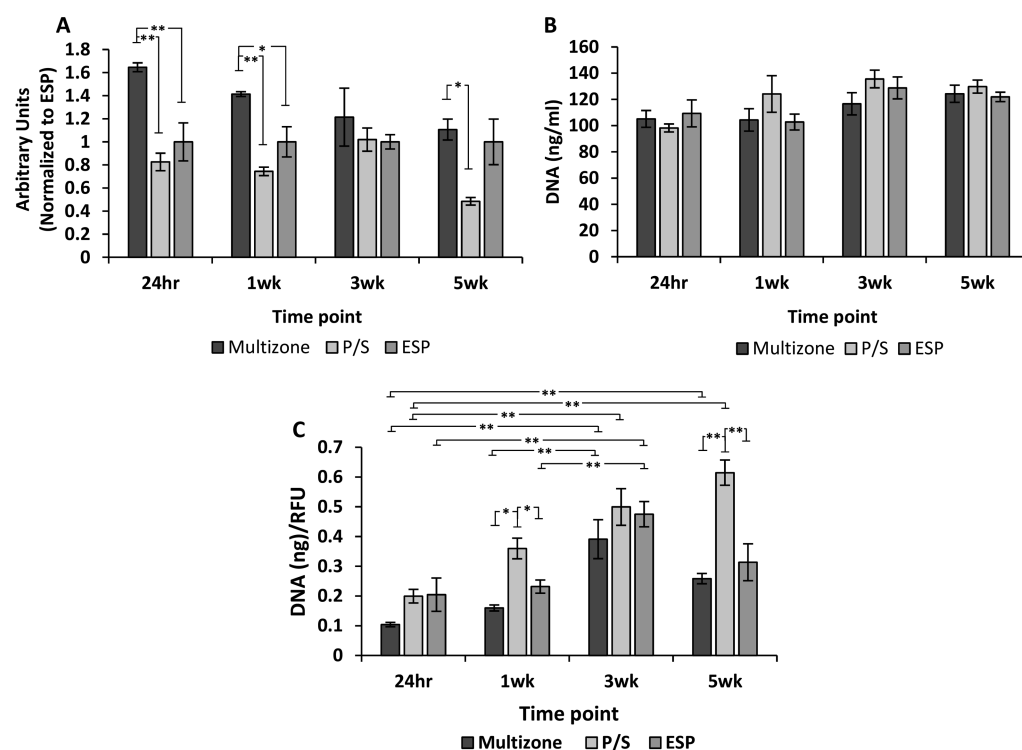 A
Arbitrary Units
(Normalized to ESP)
1.8
1.6
1.4
1.2
1
0.8
0.6
0.4
0.2
0
**
**
*
**
*
24hr 1wk 3wk 5wk
Time point
Multizone P/S ESP
B
DNA (ng/ml)
160
140
120
100
80
60
40
20
0
24hr 1wk 3wk 5wk
Time point
Multizone P/S ESP
C
DNA (ng)/RFU
0.7
0.6
0.5
0.4
0.3
0.2
0.1
0
**
**
**
**
**
**
**
** **
* *
24hr 1wk 3wk 5wk
Time point
Multizone P/S ESP